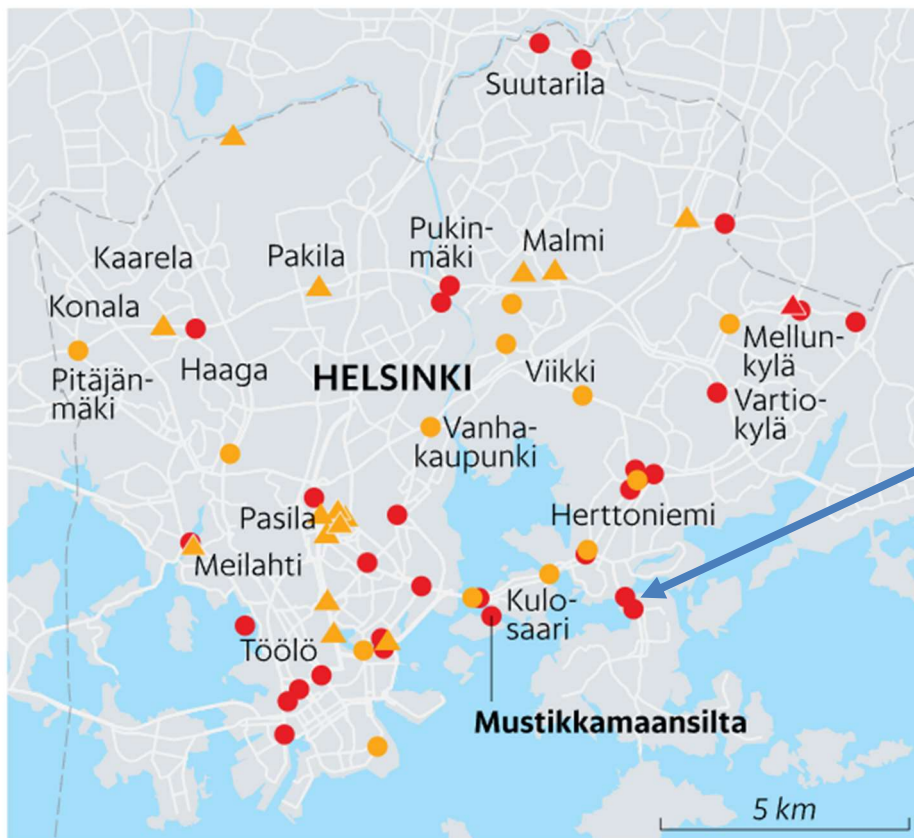 Suutarila
Pukin-
mäki
Malmi
Kaarela
Pakila
Konala
Pitäjän-
mäki
Haaga
HELSINKI
Viikki
Mellun-
kylä
Vartio-
kylä
Vanha-
kaupunki
Pasila
Herttoniemi
Meilahti
Kulo-
saari
Töölö
Mustikkamaansilta
5 km